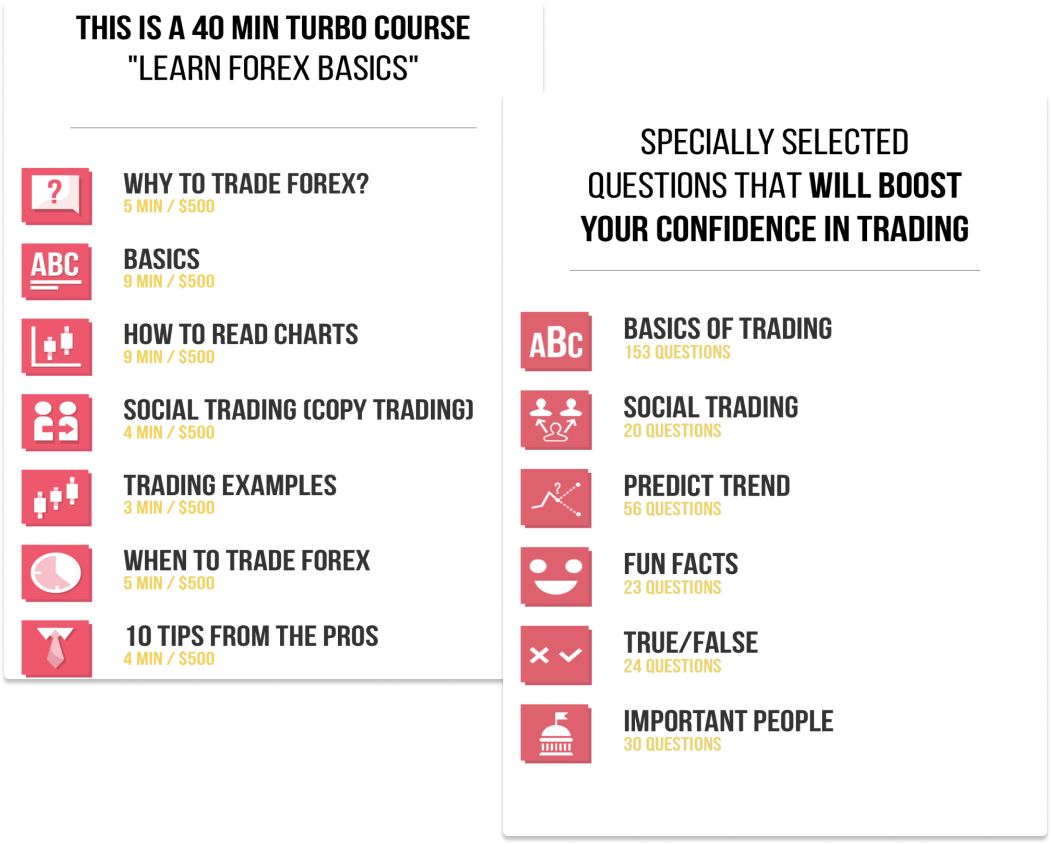 THIS IS A 40 MIN TURBO COURSE
"LEARN FOREX BASICS"
?
WHY TO TRADE FOREX?
5 MIN / $500
ABC
BASICS
9 MIN / $500
HOW TO READ CHARTS
9 MIN / $500
SOCIAL TRADING (COPY TRADING)
4 MIN / $500
TRADING EXAMPLES
3 MIN / $500
WHEN TO TRADE FOREX
5 MIN / $500
10 TIPS FROM THE PROS
4 MIN / $500
SPECIALLY SELECTED
QUESTIONS THAT WILL BOOST
YOUR CONFIDENCE IN TRADING
ABC
BASICS OF TRADING
153 QUESTIONS
SOCIAL TRADING
20 QUESTIONS
?
PREDICT TREND
56 QUESTIONS
FUN FACTS
23 QUESTIONS
TRUE/FALSE
24 QUESTIONS
IMPORTANT PEOPLE
30 QUESTIONS